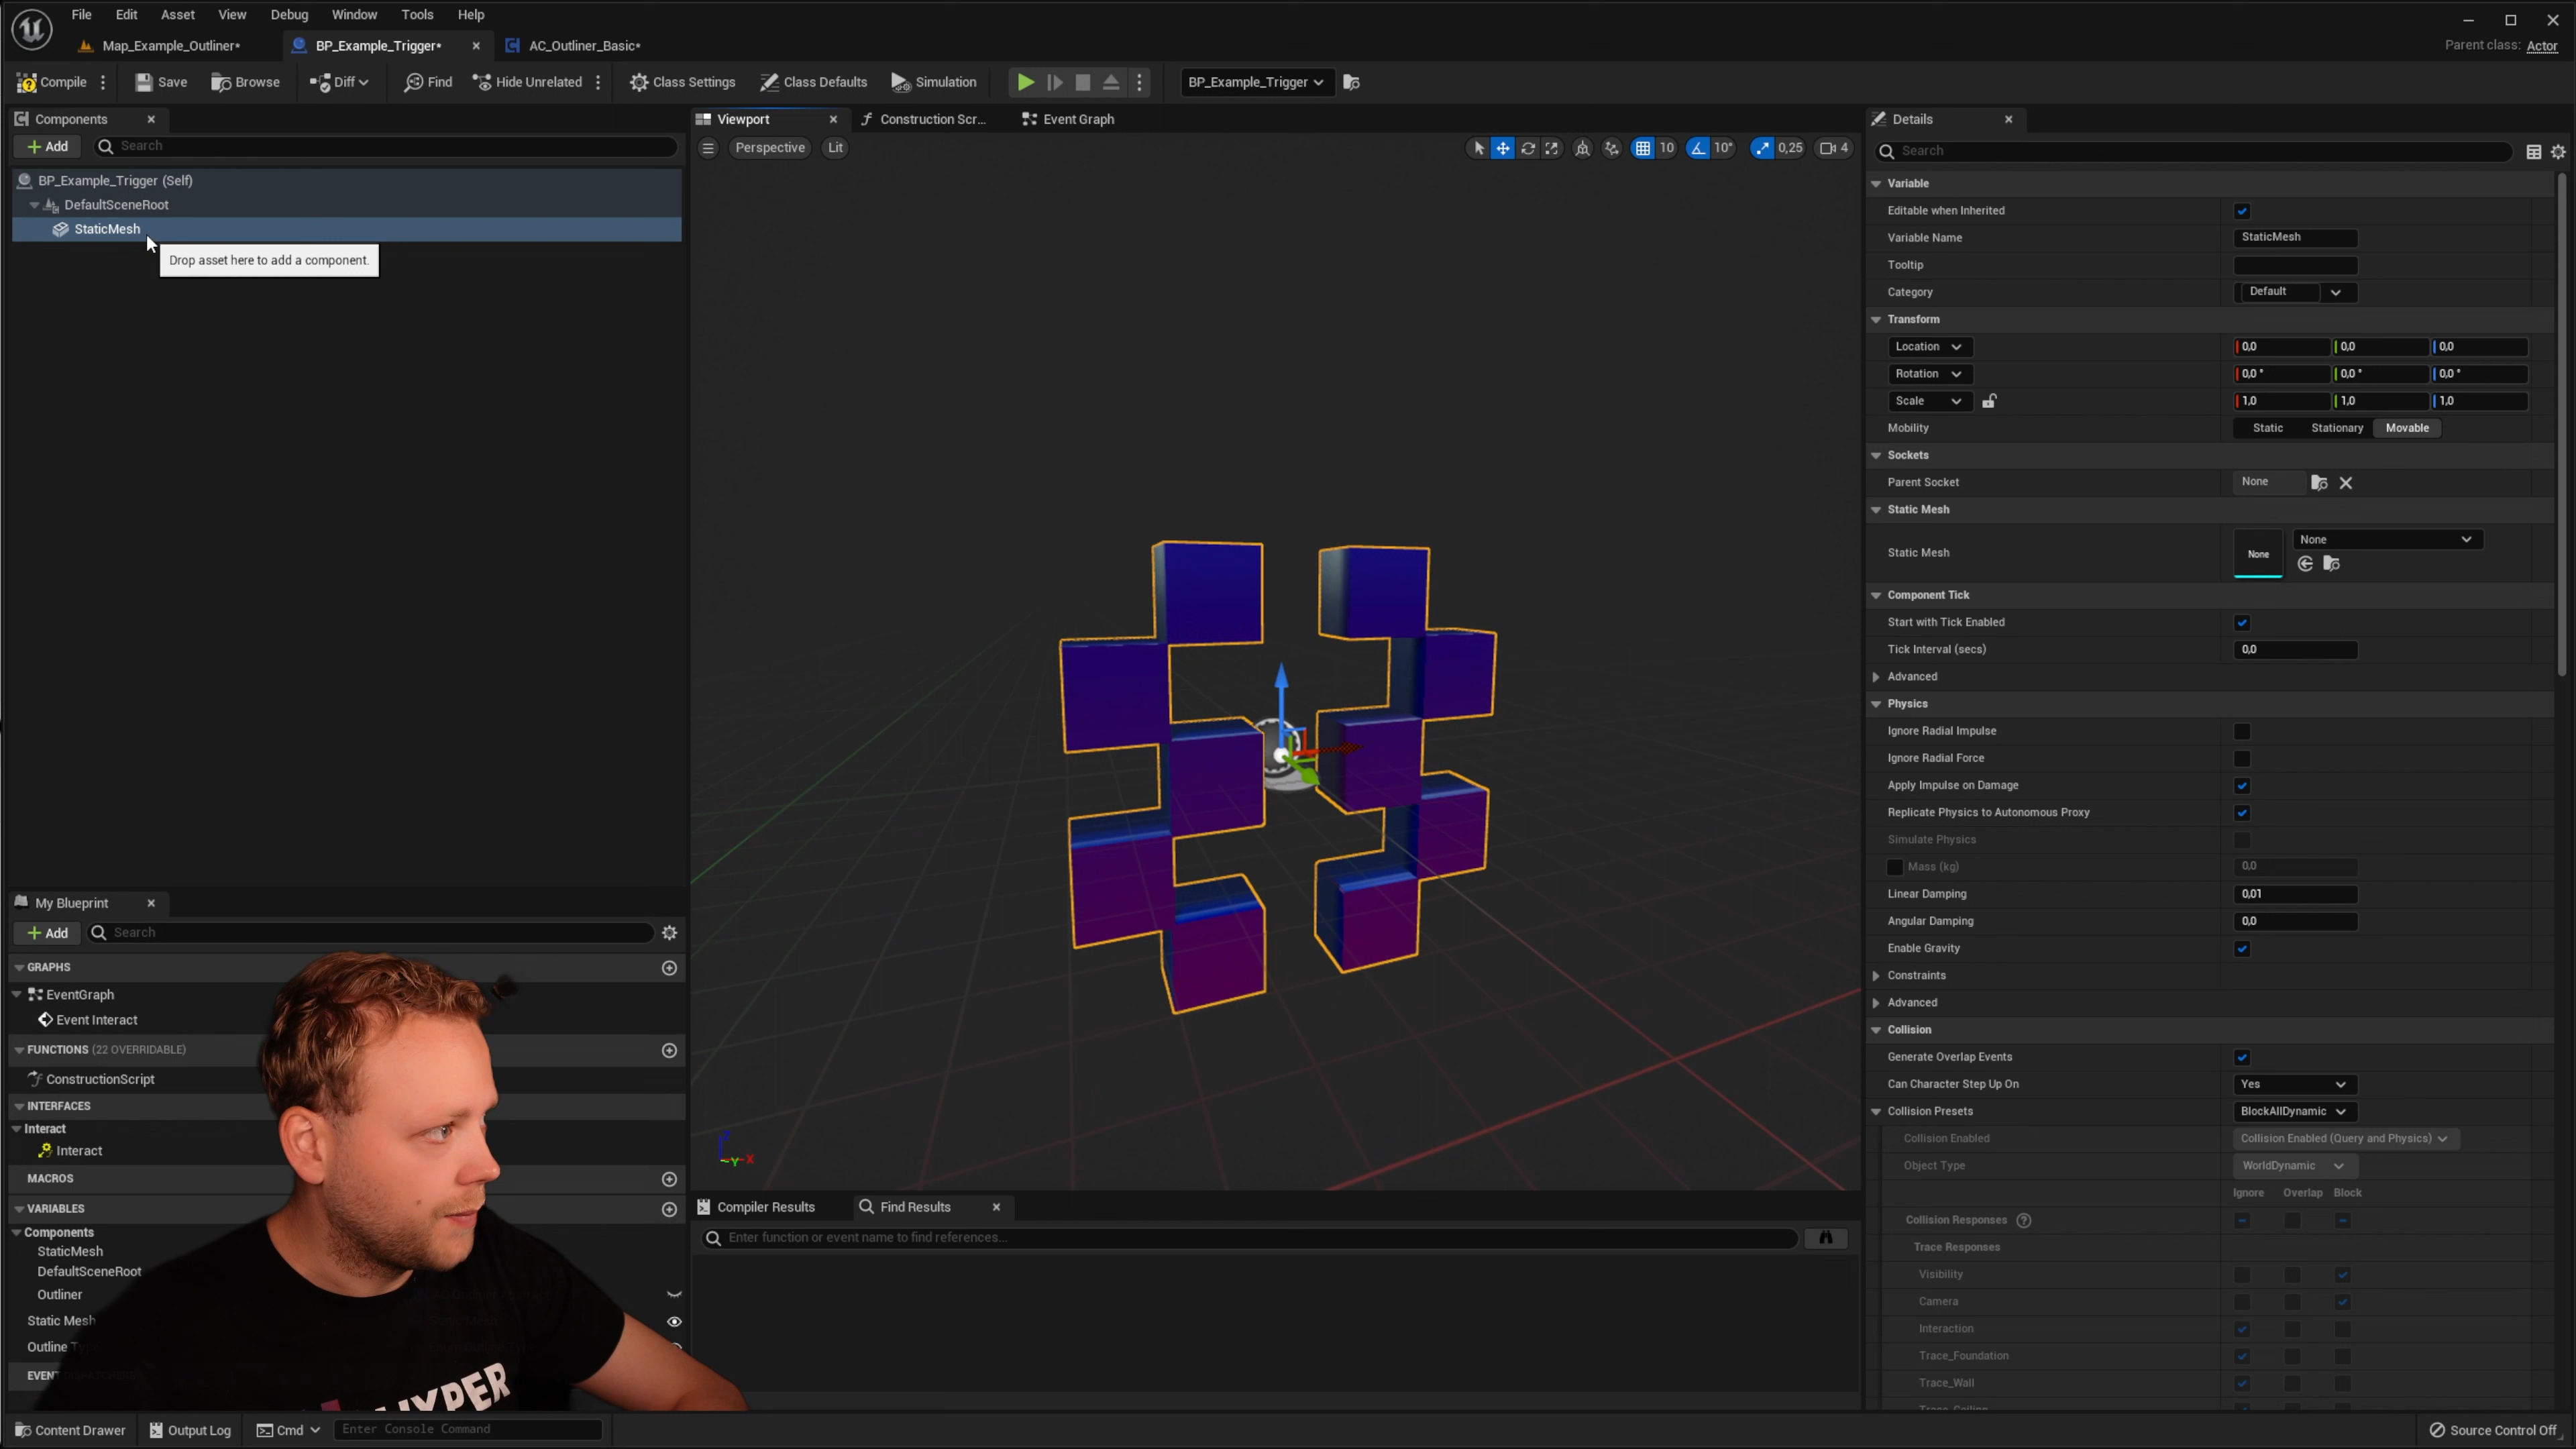 File Edit Asset View Debug Window Tools Help
Map_Example_Outliner* BP_Example_Trigger* AC_Outliner_Basic*
Parent class: Actor
Compile Save Browse Diff Find Hide Unrelated Class Settings Class Defaults Simulation BP_Example_Trigger
Components
Add Search
BP_Example_Trigger (Self)
DefaultSceneRoot
StaticMesh
Drop asset here to add a component.
My Blueprint
Add Search
GRAPHS
EventGraph
Event Interact
FUNCTIONS (22 OVERRIDABLE)
ConstructionScript
INTERFACES
Interact
Interact
MACROS
VARIABLES
Components
StaticMesh
DefaultSceneRoot
Outliner
Static Mesh
Outline
EVENT
HYPER
Viewport Construction Scr... Event Graph
Perspective Lit 10 10° 0,25 4
Z Y X
Compiler Results Find Results
Enter function or event name to find references...
Details
Search
Variable
Editable when Inherited
Variable Name StaticMesh
Tooltip
Category Default
Transform
Location 0,0 0,0 0,0
Rotation 0,0 ° 0,0 ° 0,0 °
Scale 1,0 1,0 1,0
Mobility Static Stationary Movable
Sockets
Parent Socket None
Static Mesh
Static Mesh None None
Component Tick
Start with Tick Enabled
Tick Interval (secs) 0,0
Advanced
Physics
Ignore Radial Impulse
Ignore Radial Force
Apply Impulse on Damage
Replicate Physics to Autonomous Proxy
Simulate Physics
Mass (kg) 0,0
Linear Damping 0,01
Angular Damping 0,0
Enable Gravity
Constraints
Advanced
Collision
Generate Overlap Events
Can Character Step Up On Yes
Collision Presets BlockAllDynamic
Collision Enabled Collision Enabled (Query and Physics)
Object Type WorldDynamic
Ignore Overlap Block
Collision Responses
Trace Responses
Visibility
Camera
Interaction
Trace_Foundation
Trace_Wall
Content Drawer Output Log Cmd Enter Console Command Source Control Off